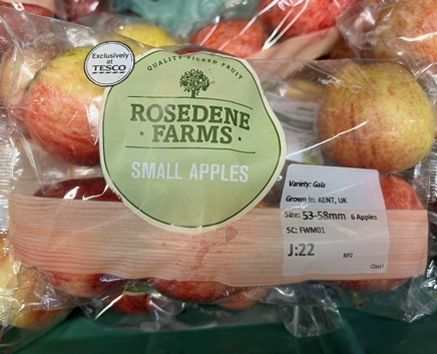 Exclusively
at
TESCO
QUALITY PICKED FRUIT
ROSEDENE
· FARMS ·
SMALL APPLES
Variety: Gala
Grown in: KENT, UK
Size: 53-58mm 6 Apples
SC: FWM01
J:22 RP2
Class I